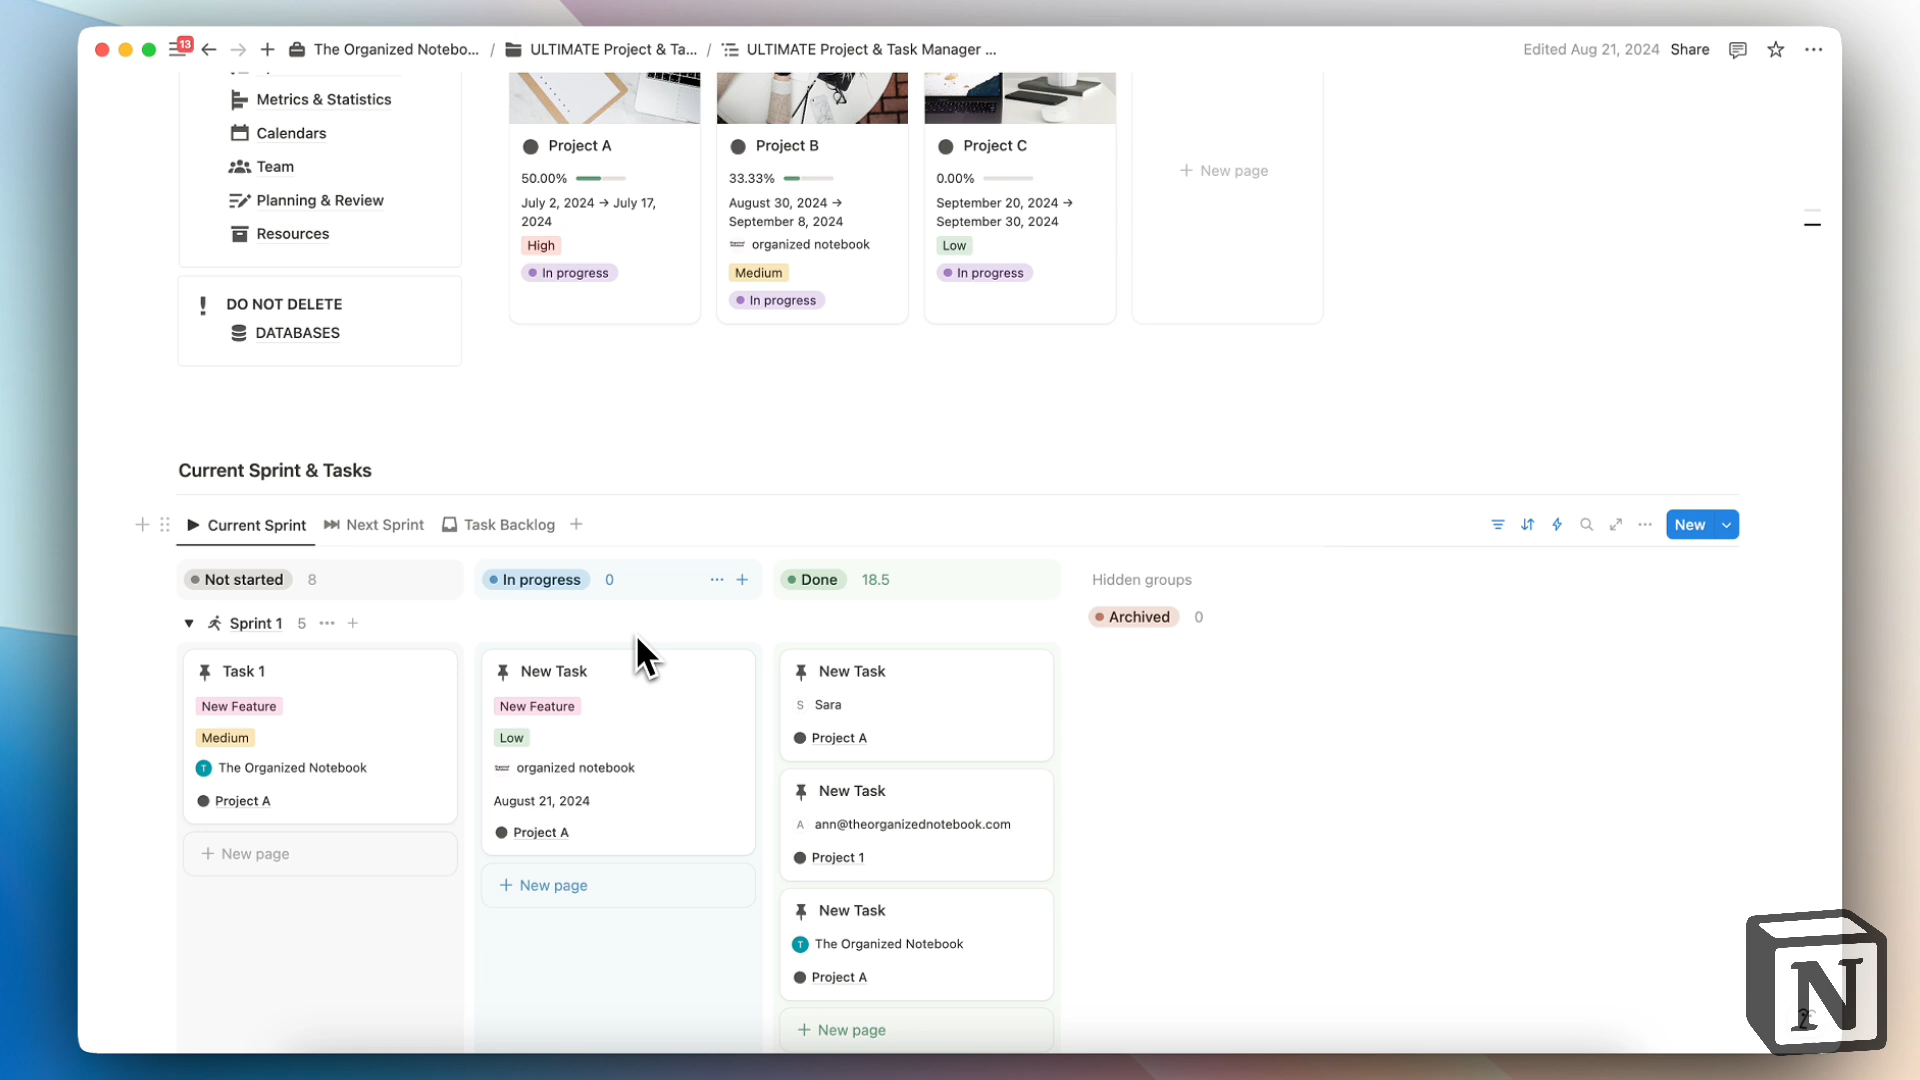 13
The Organized Notebo... / ULTIMATE Project & Ta... / ULTIMATE Project & Task Manager ...
Edited Aug 21, 2024 Share
Metrics & Statistics
Calendars
Team
Planning & Review
Resources
DO NOT DELETE
DATABASES
Project A
50.00%
July 2, 2024 → July 17,
2024
High
In progress
Project B
33.33%
August 30, 2024 →
September 8, 2024
organized notebook
Medium
In progress
Project C
0.00%
September 20, 2024 →
September 30, 2024
Low
In progress
New page
Current Sprint & Tasks
Current Sprint Next Sprint Task Backlog
New
Not started 8
In progress 0
Done 18.5
Hidden groups
Archived 0
Sprint 1 5
Task 1
New Feature
Medium
T The Organized Notebook
Project A
New page
New Task
New Feature
Low
organized notebook
August 21, 2024
Project A
New page
New Task
S Sara
Project A
New Task
A ann@theorganizednotebook.com
Project 1
New Task
T The Organized Notebook
Project A
New page
N